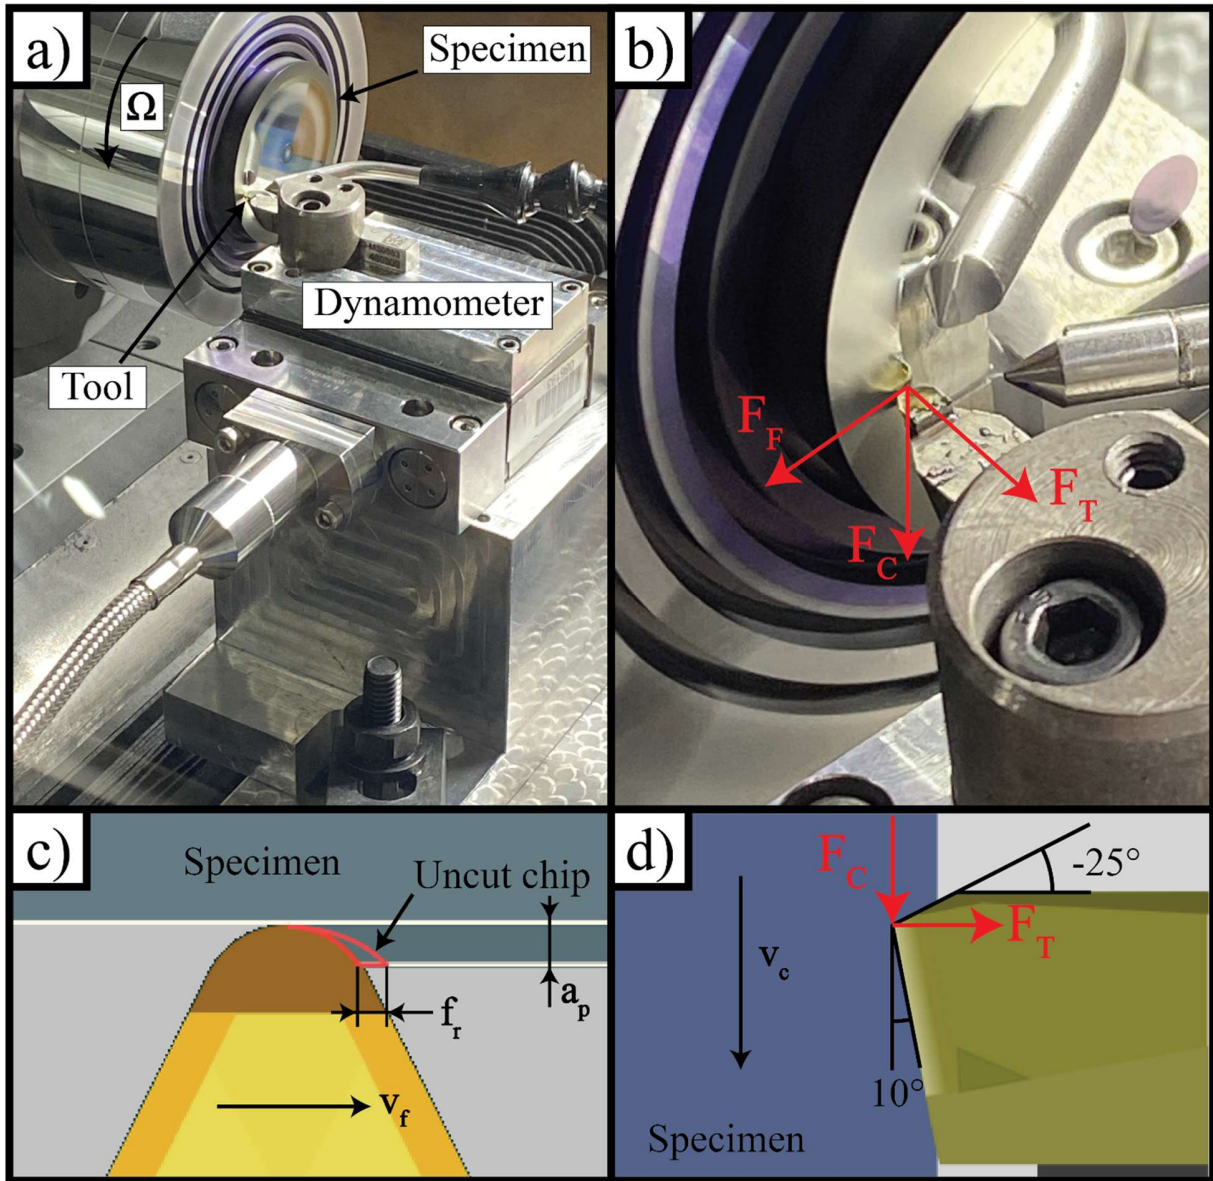 a)
Specimen
Ω
Dynamometer
Tool
b)
F_F
F_T
F_C
c)
Specimen
Uncut chip
a_p
f_r
v_f
d)
F_C
-25°
F_T
v_c
10°
Specimen